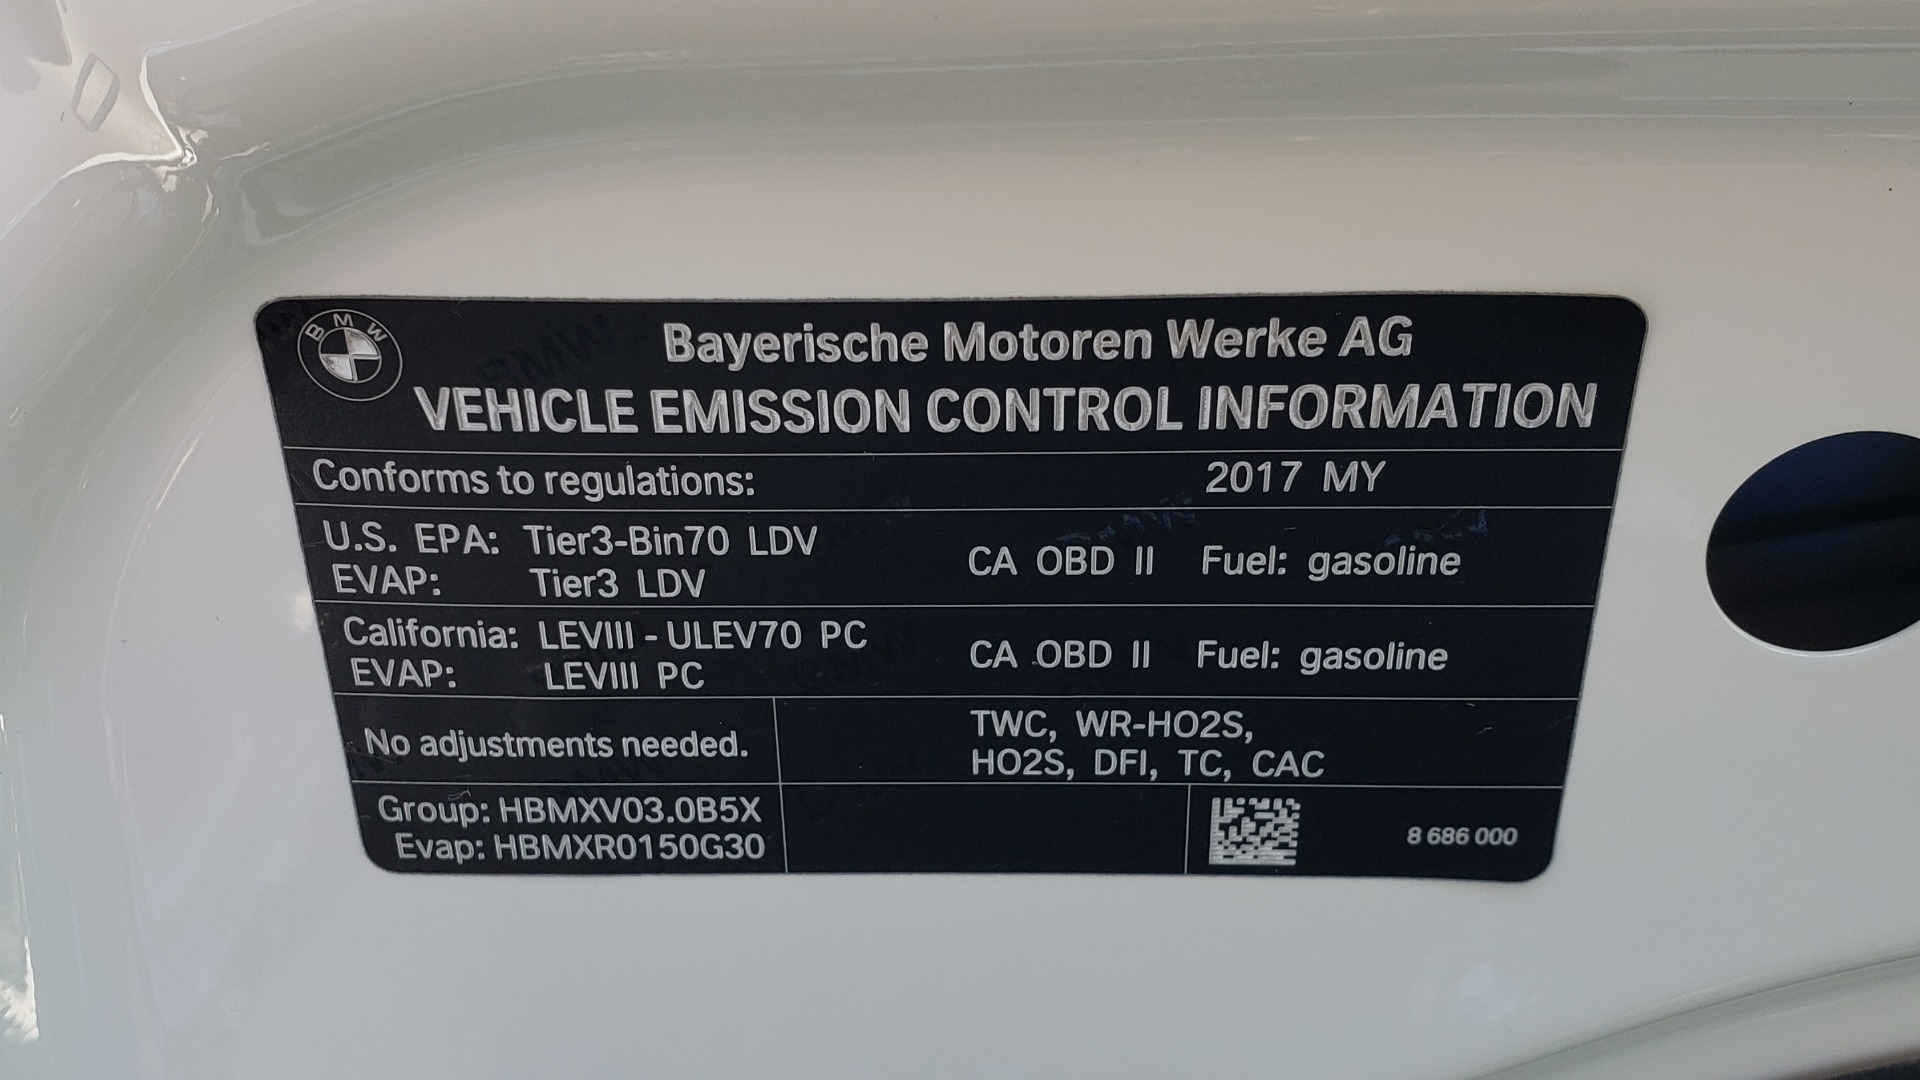 BMW
Bayerische Motoren Werke AG
VEHICLE EMISSION CONTROL INFORMATION
Conforms to regulations: 2017 MY
U.S. EPA: Tier3-Bin70 LDV CA OBD II Fuel: gasoline
EVAP: Tier3 LDV
California: LEVIII - ULEV70 PC CA OBD II Fuel: gasoline
EVAP: LEVIII PC
No adjustments needed.
TWC, WR-HO2S,
HO2S, DFI, TC, CAC
Group: HBMXV03.0B5X
Evap: HBMXR0150G30
8 686 000